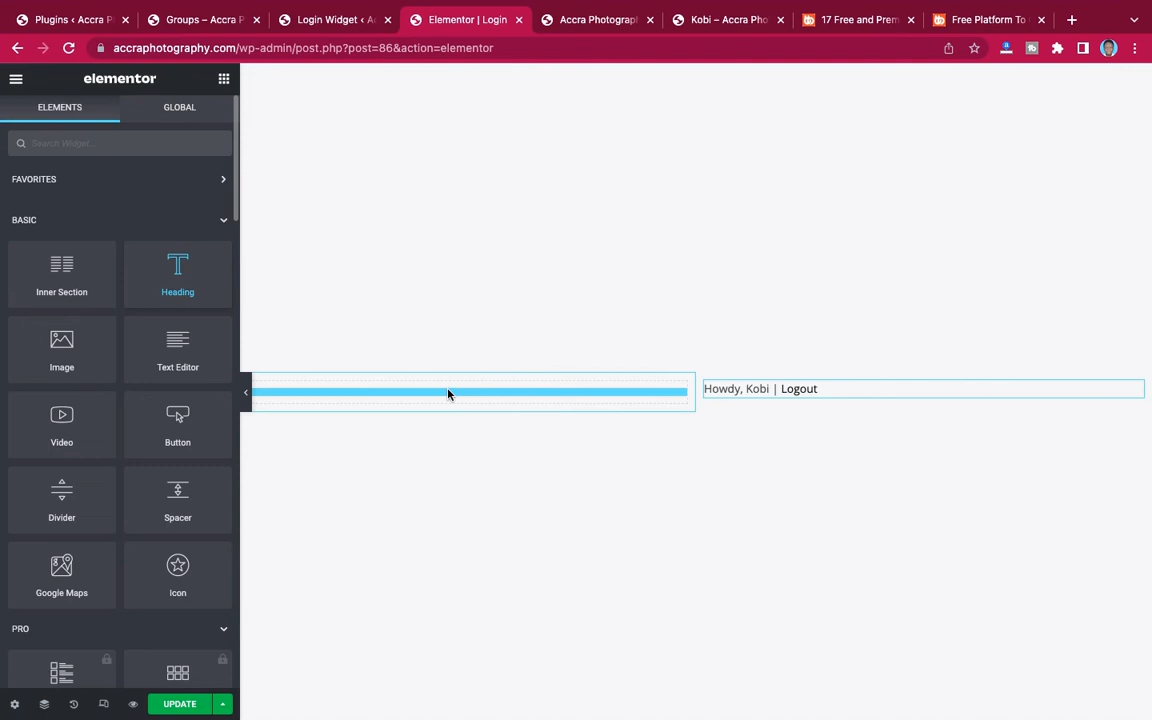 Plugins ‹ Accra P
Groups – Accra P
Login Widget ‹ A
Elementor | Login
Accra Photograph
Kobi – Accra Pho
17 Free and Prem
Free Platform To
accraphotography.com/wp-admin/post.php?post=86&action=elementor
elementor
ELEMENTS
GLOBAL
Search Widget...
FAVORITES
BASIC
Inner Section
Heading
Image
Text Editor
Video
Button
Divider
Spacer
Google Maps
Icon
PRO
UPDATE
Howdy, Kobi | Logout